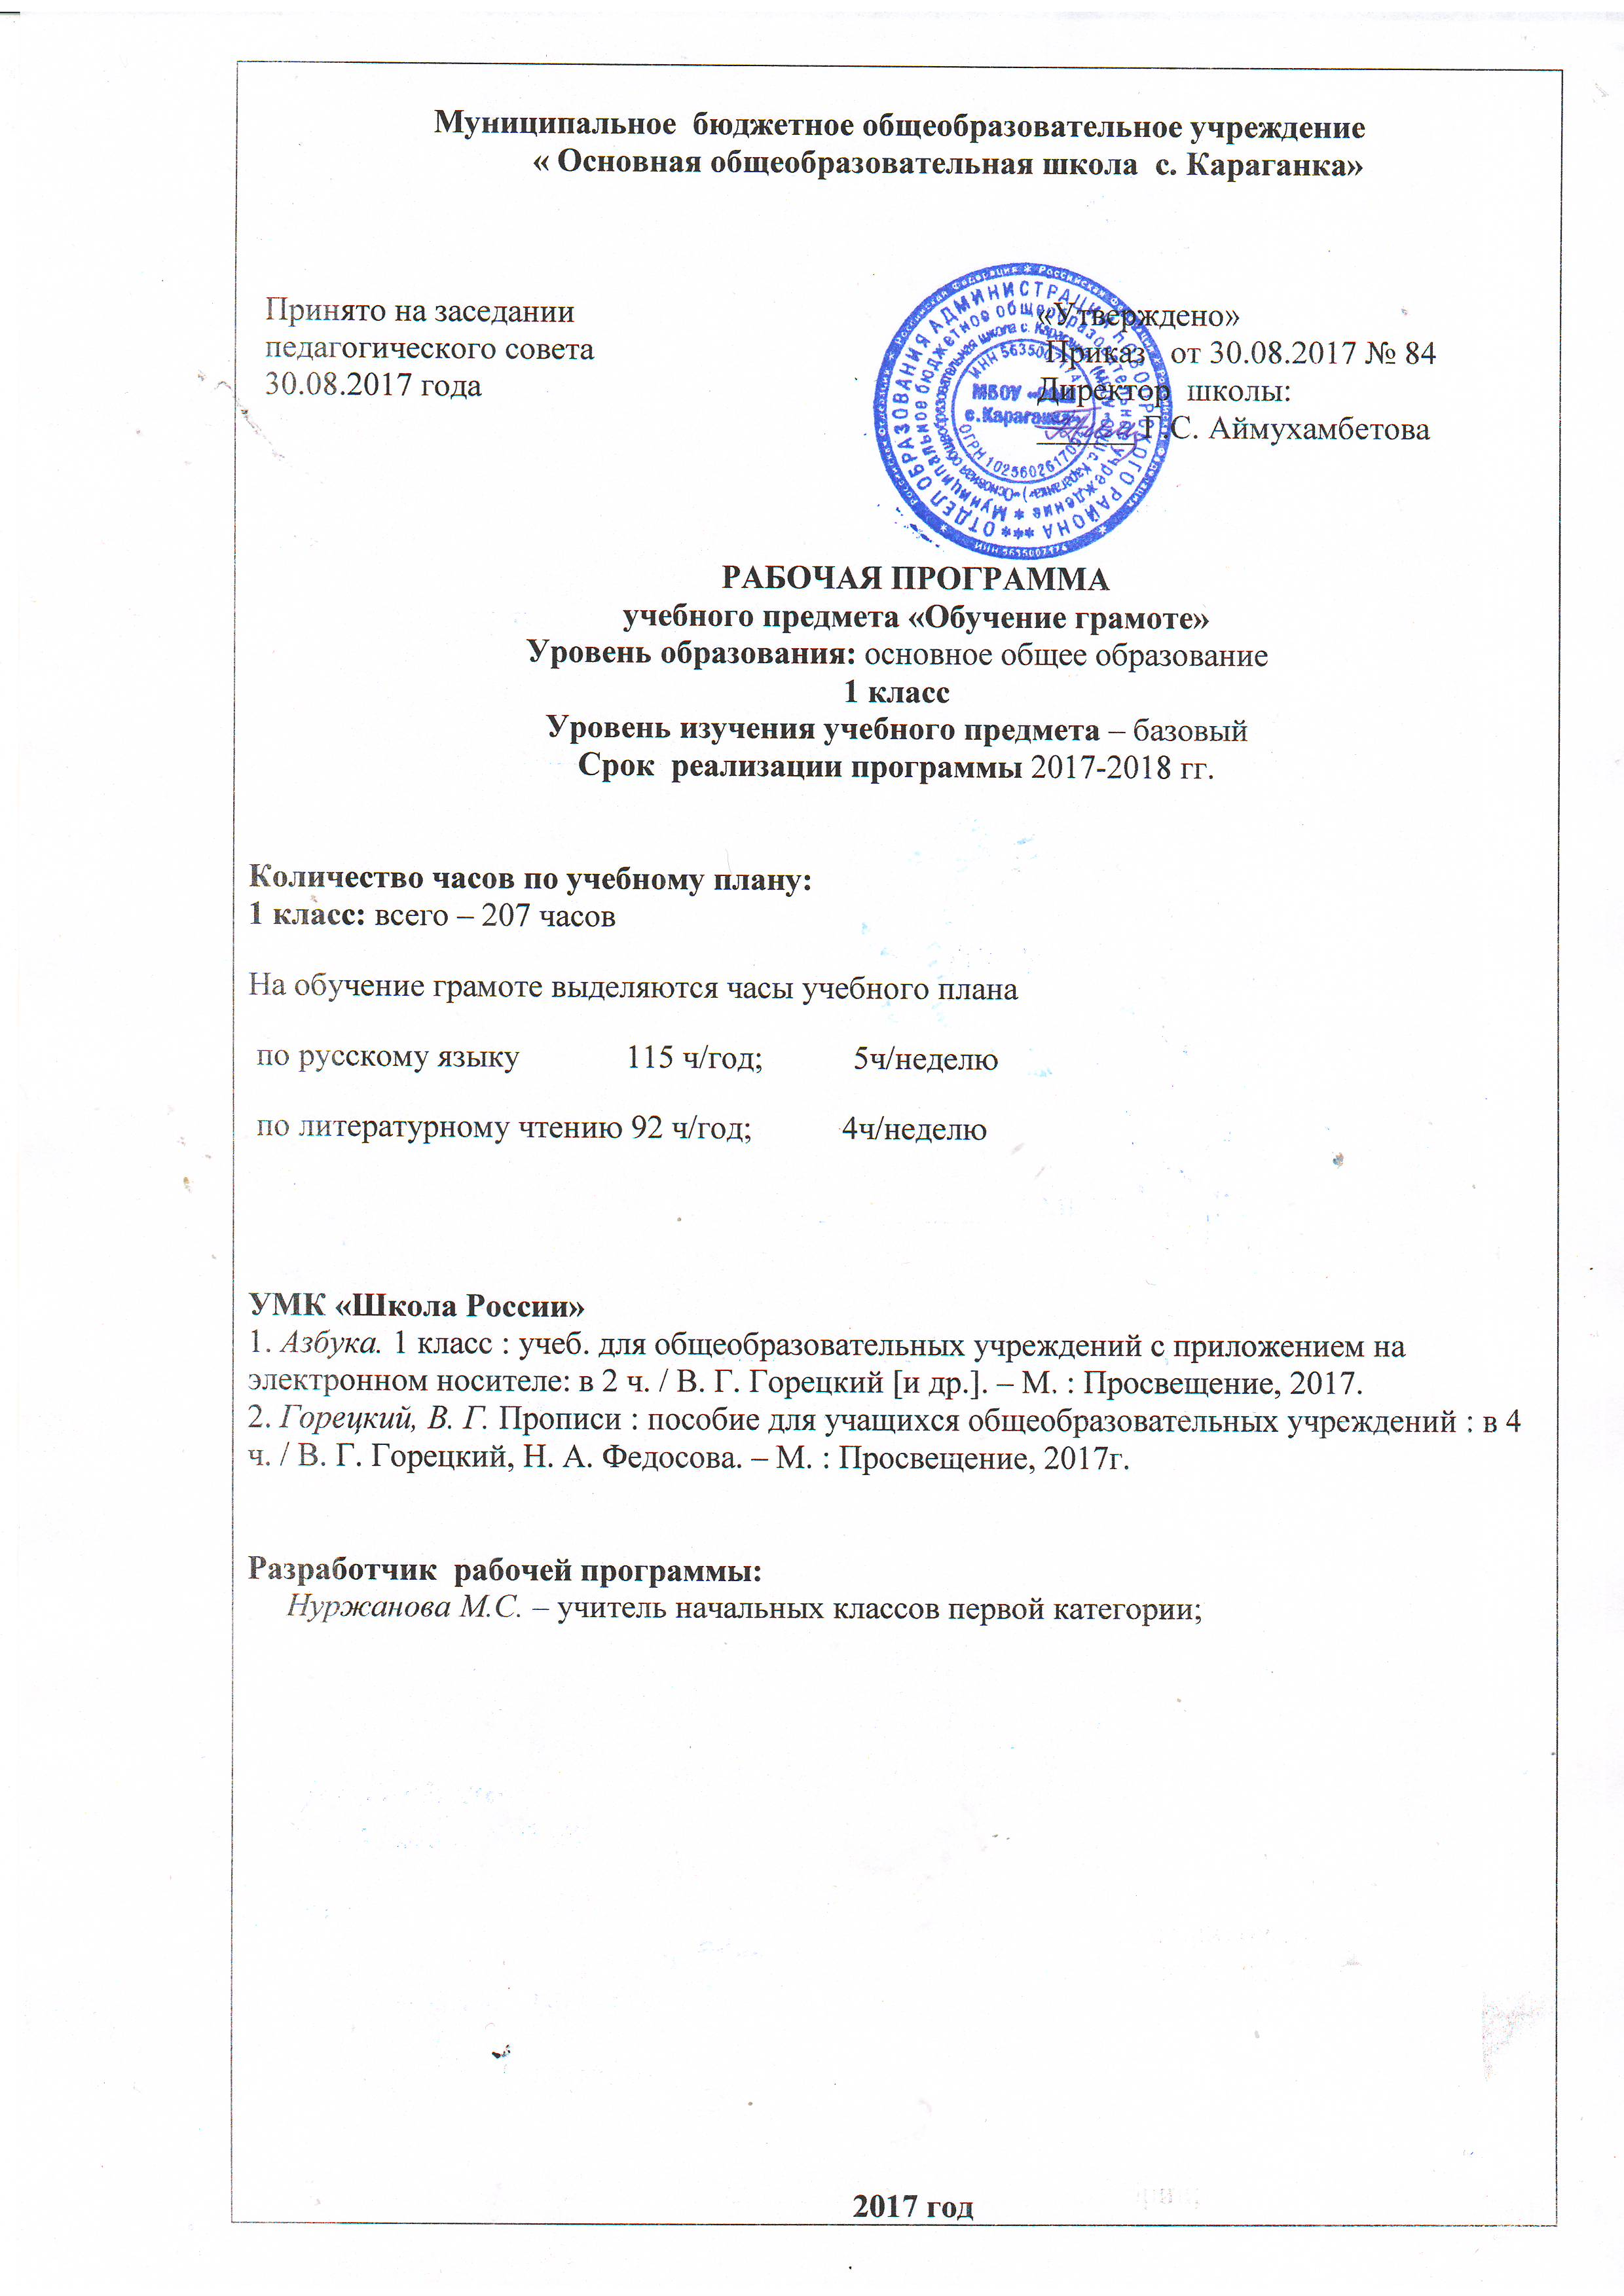 Муниципальное бюджетное общеобразовательное учреждение
« Основная общеобразовательная школа с. Караганка»
Принято на заседании
педагогического совета
30.08.2017 года
«Утверждено»
Приказ от 30.08.2017 № 84
Директор школы:
______ Г.С. Аймухамбетова
МБОУ
с.Караганка
РАБОЧАЯ ПРОГРАММА
учебного предмета «Обучение грамоте»
Уровень образования: основное общее образование
1 класс
Уровень изучения учебного предмета – базовый
Срок реализации программы 2017-2018 гг.
Количество часов по учебному плану:
1 класс: всего – 207 часов
На обучение грамоте выделяются часы учебного плана
по русскому языку 115 ч/год; 5ч/неделю
по литературному чтению 92 ч/год; 4ч/неделю
УМК «Школа России»
1. Азбука. 1 класс : учеб. для общеобразовательных учреждений с приложением на
электронном носителе: в 2 ч. / В. Г. Горецкий [и др.]. – М. : Просвещение, 2017.
2. Горецкий, В. Г. Прописи : пособие для учащихся общеобразовательных учреждений : в 4
ч. / В. Г. Горецкий, Н. А. Федосова. – М. : Просвещение, 2017г.
Разработчик рабочей программы:
Нуржанова М.С. – учитель начальных классов первой категории;
2017 год